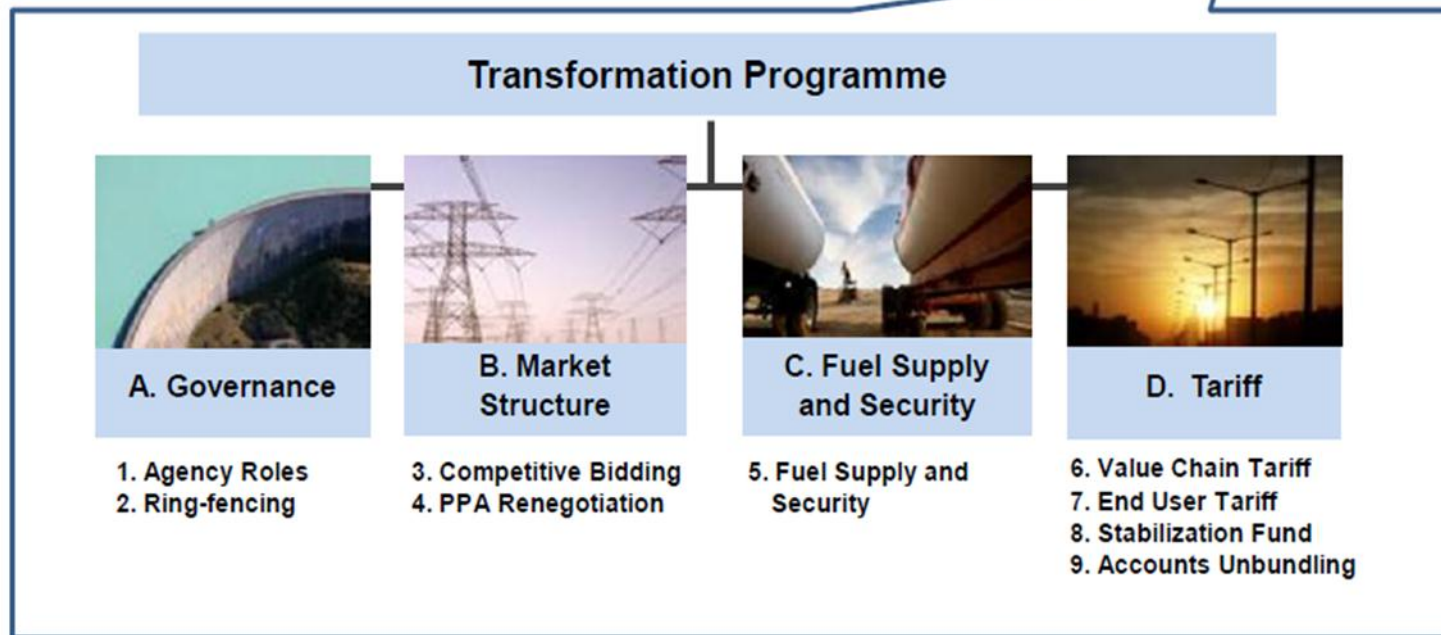 Transformation Programme
A. Governance
1. Agency Roles
2. Ring-fencing
B. Market
Structure
3. Competitive Bidding
4. PPA Renegotiation
C. Fuel Supply
and Security
5. Fuel Supply and
Security
D. Tariff
6. Value Chain Tariff
7. End User Tariff
8. Stabilization Fund
9. Accounts Unbundling